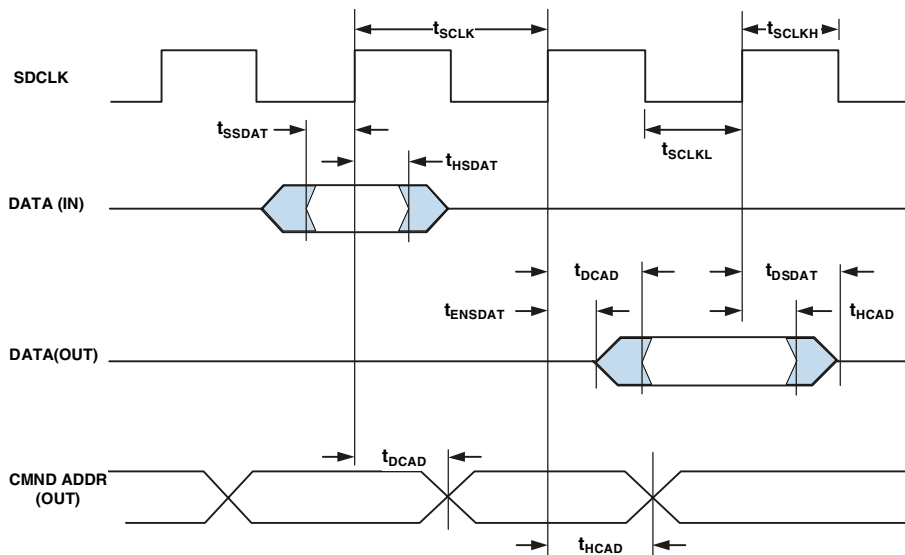 tSCLK
tSCLKH
SDCLK
tSSDAT
tHSDAT
tSCLKL
DATA (IN)
tDCAD
tDSDAT
tENSDAT
tHCAD
DATA(OUT)
tDCAD
CMND ADDR
(OUT)
tHCAD